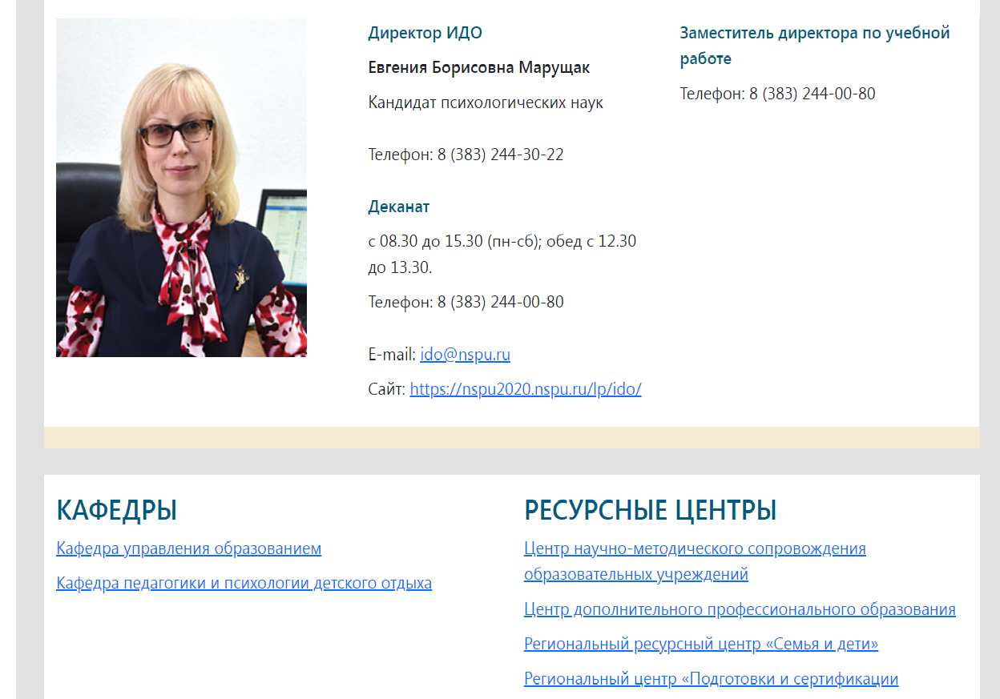 Директор ИДО
Евгения Борисовна Марущак
Кандидат психологических наук
Телефон: 8 (383) 244-30-22
Деканат
с 08.30 до 15.30 (пн-сб); обед с 12.30
до 13.30.
Телефон: 8 (383) 244-00-80
E-mail: ido@nspu.ru
Сайт: https://nspu2020.nspu.ru/lp/ido/
Заместитель директора по учебной
работе
Телефон: 8 (383) 244-00-80
КАФЕДРЫ
Кафедра управления образованием
Кафедра педагогики и психологии детского отдыха
РЕСУРСНЫЕ ЦЕНТРЫ
Центр научно-методического сопровождения
образовательных учреждений
Центр дополнительного профессионального образования
Региональный ресурсный центр «Семья и дети»
Региональный центр «Подготовки и сертификации